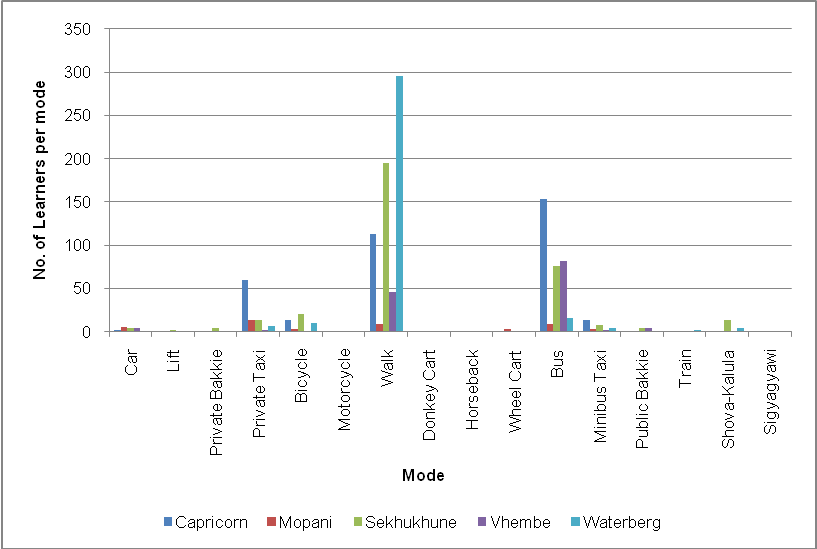 350
300
250
200
150
100
50
0
No. of Learners per mode
Car
Lift
Private Bakkie
Private Taxi
Bicycle
Motorcycle
Walk
Donkey Cart
Horseback
Wheel Cart
Bus
Minibus Taxi
Public Bakkie
Train
Shova-Kalula
Sigyagyawi
Mode
Capricorn Mopani Sekhukhune Vhembe Waterberg